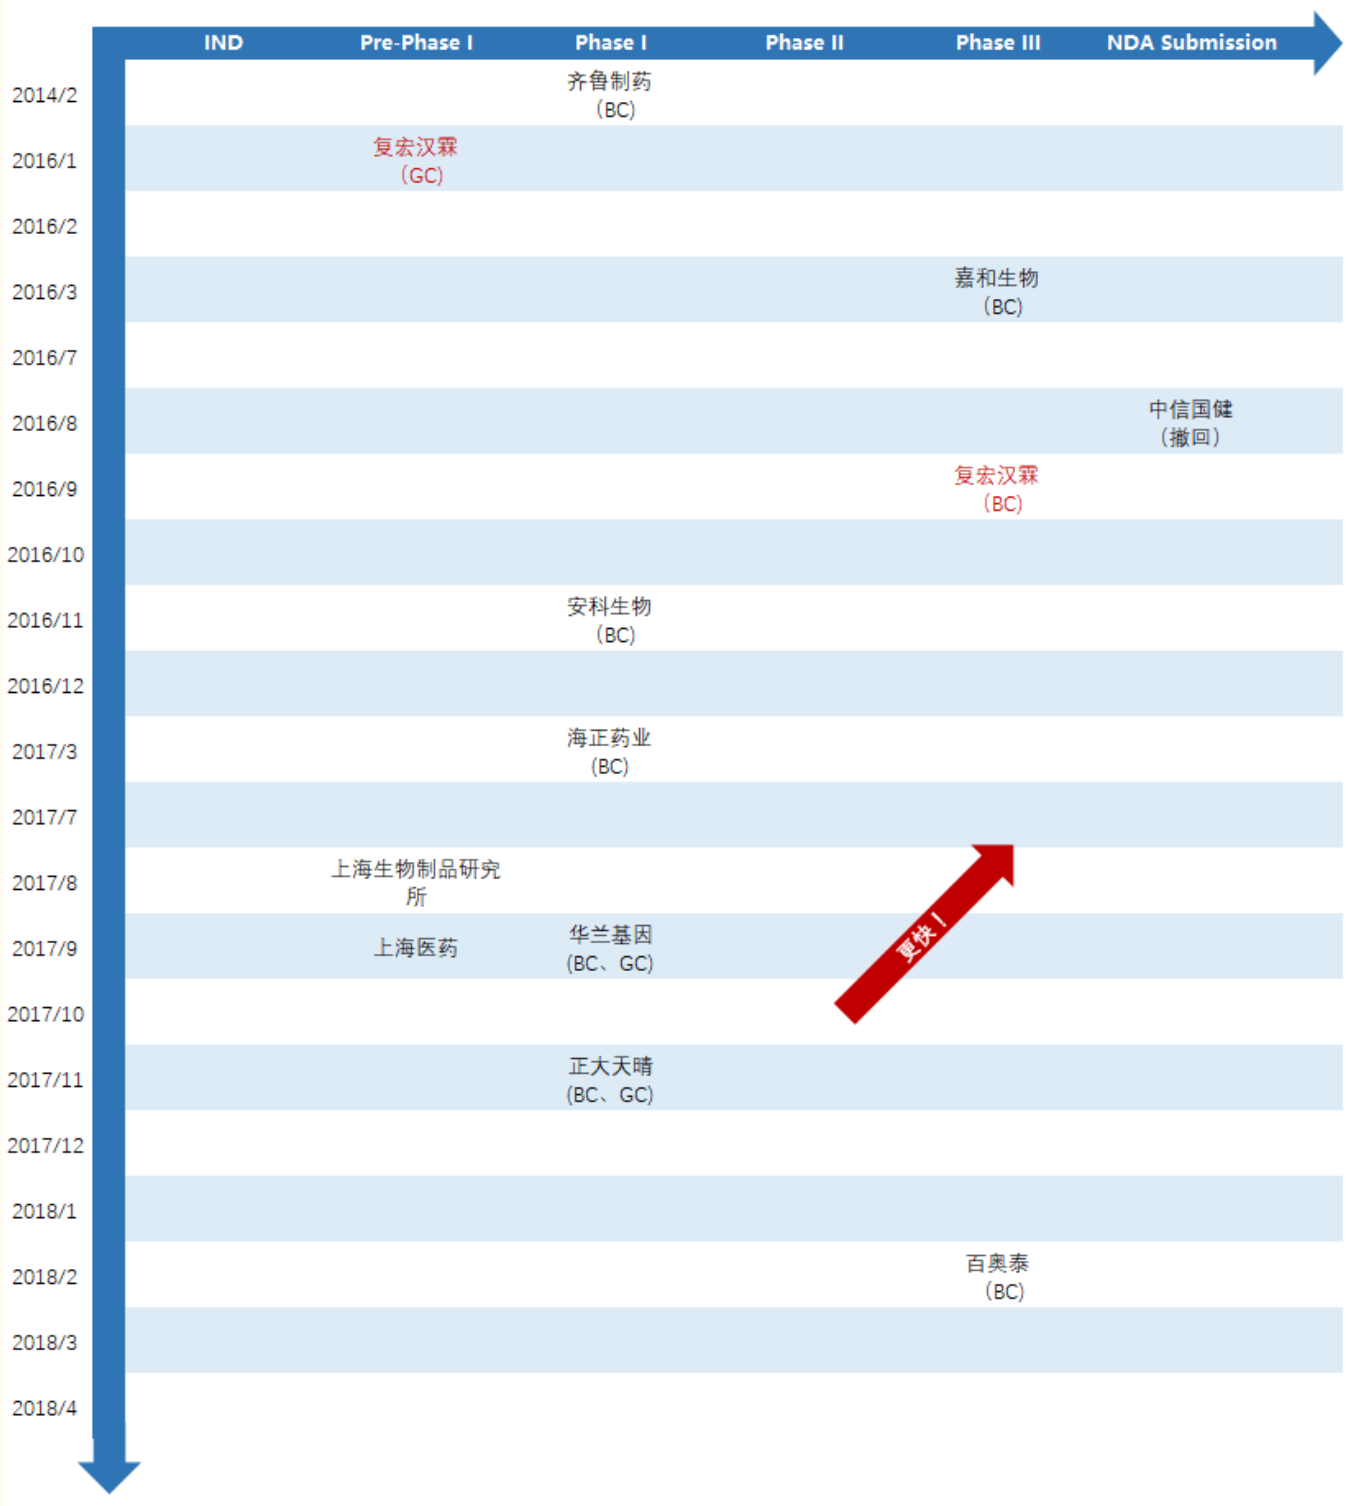 IND Pre-Phase I Phase I Phase II Phase III NDA Submission
2014/2
齐鲁制药
（BC)
2016/1
复宏汉霖
（GC)
2016/2
2016/3
嘉和生物
（BC)
2016/7
2016/8
中信国健
（撤回）
2016/9
复宏汉霖
（BC)
2016/10
2016/11
安科生物
（BC)
2016/12
2017/3
海正药业
(BC)
2017/7
2017/8
上海生物制品研究
所
2017/9
上海医药
华兰基因
(BC、GC)
更快！
2017/10
2017/11
正大天晴
(BC、GC)
2017/12
2018/1
2018/2
百奥泰
（BC)
2018/3
2018/4